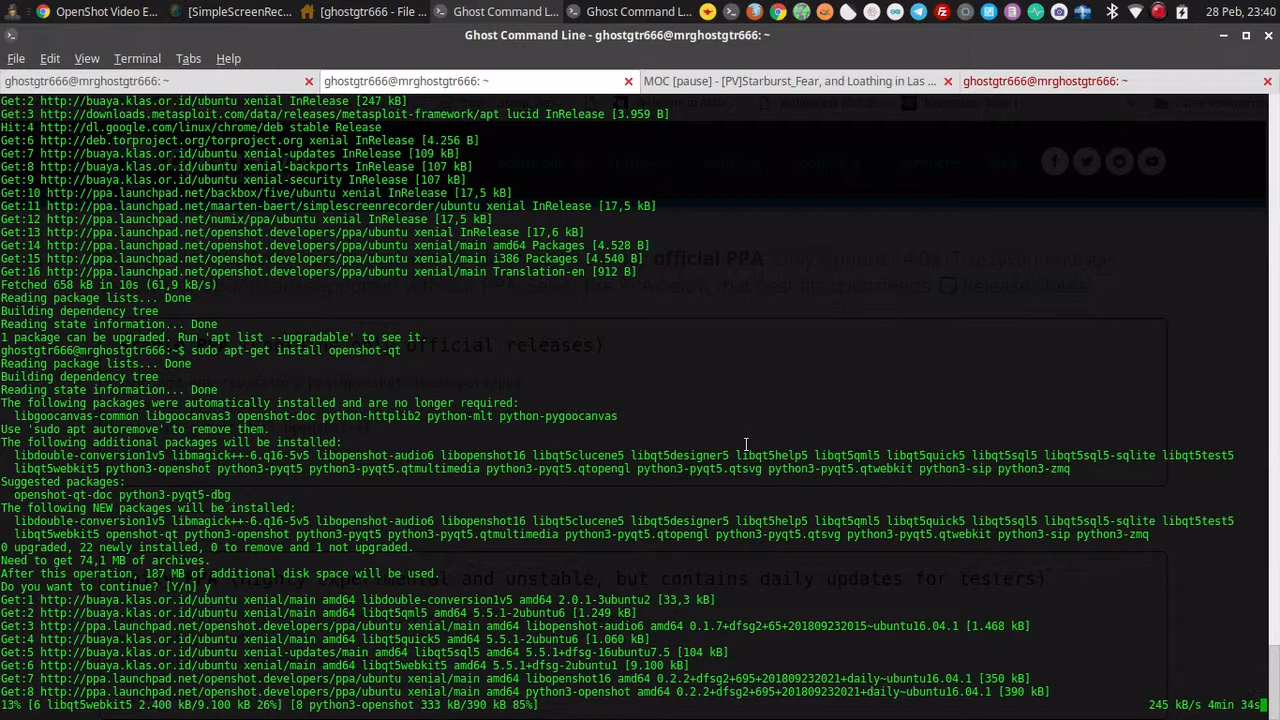 OpenShot Video E...
[SimpleScreenRec...
[ghostgtr666 - File ...
Ghost Command L...
Ghost Command L...
28 Peb, 23:40
Ghost Command Line - ghostgtr666@mrghostgtr666: ~
File Edit View Terminal Tabs Help
ghostgtr666@mrghostgtr666: ~
ghostgtr666@mrghostgtr666: ~
MOC [pause] - [PV]Starburst_Fear, and Loathing in Las ...
ghostgtr666@mrghostgtr666: ~
Get:2 http://buaya.klas.or.id/ubuntu xenial InRelease [247 kB]
Get:3 http://downloads.metasploit.com/data/releases/metasploit-framework/apt lucid InRelease [3.959 B]
Hit:4 http://dl.google.com/linux/chrome/deb stable Release
Get:6 http://deb.torproject.org/torproject.org xenial InRelease [4.256 B]
Get:7 http://buaya.klas.or.id/ubuntu xenial-updates InRelease [109 kB]
Get:8 http://buaya.klas.or.id/ubuntu xenial-backports InRelease [107 kB]
Get:9 http://buaya.klas.or.id/ubuntu xenial-security InRelease [107 kB]
Get:10 http://ppa.launchpad.net/backbox/five/ubuntu xenial InRelease [17,5 kB]
Get:11 http://ppa.launchpad.net/maarten-baert/simplescreenrecorder/ubuntu xenial InRelease [17,5 kB]
Get:12 http://ppa.launchpad.net/numix/ppa/ubuntu xenial InRelease [17,5 kB]
Get:13 http://ppa.launchpad.net/openshot.developers/ppa/ubuntu xenial InRelease [17,6 kB]
Get:14 http://ppa.launchpad.net/openshot.developers/ppa/ubuntu xenial/main amd64 Packages [4.528 B]
Get:15 http://ppa.launchpad.net/openshot.developers/ppa/ubuntu xenial/main i386 Packages [4.540 B]
Get:16 http://ppa.launchpad.net/openshot.developers/ppa/ubuntu xenial/main Translation-en [912 B]
Fetched 658 kB in 10s (61,9 kB/s)
Reading package lists... Done
Building dependency tree
Reading state information... Done
1 package can be upgraded. Run 'apt list --upgradable' to see it.
ghostgtr666@mrghostgtr666:~$ sudo apt-get install openshot-qt
Reading package lists... Done
Building dependency tree
Reading state information... Done
The following packages were automatically installed and are no longer required:
libgoocanvas-common libgoocanvas3 openshot-doc python-httplib2 python-mlt python-pygoocanvas
Use 'sudo apt autoremove' to remove them.
The following additional packages will be installed:
libdouble-conversion1v5 libmagick++-6.q16-5v5 libopenshot-audio6 libopenshot16 libqt5clucene5 libqt5designer5 libqt5help5 libqt5qml5 libqt5quick5 libqt5sql5 libqt5sql5-sqlite libqt5test5
libqt5webkit5 python3-openshot python3-pyqt5 python3-pyqt5.qtmultimedia python3-pyqt5.qtopengl python3-pyqt5.qtsvg python3-pyqt5.qtwebkit python3-sip python3-zmq
Suggested packages:
openshot-qt-doc python3-pyqt5-dbg
The following NEW packages will be installed:
libdouble-conversion1v5 libmagick++-6.q16-5v5 libopenshot-audio6 libopenshot16 libqt5clucene5 libqt5designer5 libqt5help5 libqt5qml5 libqt5quick5 libqt5sql5 libqt5sql5-sqlite libqt5test5
libqt5webkit5 openshot-qt python3-openshot python3-pyqt5 python3-pyqt5.qtmultimedia python3-pyqt5.qtopengl python3-pyqt5.qtsvg python3-pyqt5.qtwebkit python3-sip python3-zmq
0 upgraded, 22 newly installed, 0 to remove and 1 not upgraded.
Need to get 74,1 MB of archives.
After this operation, 187 MB of additional disk space will be used.
Do you want to continue? [Y/n] y
Get:1 http://buaya.klas.or.id/ubuntu xenial/main amd64 libdouble-conversion1v5 amd64 2.0.1-3ubuntu2 [33,3 kB]
Get:2 http://buaya.klas.or.id/ubuntu xenial/main amd64 libqt5qml5 amd64 5.5.1-2ubuntu6 [1.249 kB]
Get:3 http://ppa.launchpad.net/openshot.developers/ppa/ubuntu xenial/main amd64 libopenshot-audio6 amd64 0.1.7+dfsg2+65+201809232015~ubuntu16.04.1 [1.468 kB]
Get:4 http://buaya.klas.or.id/ubuntu xenial/main amd64 libqt5quick5 amd64 5.5.1-2ubuntu6 [1.060 kB]
Get:5 http://buaya.klas.or.id/ubuntu xenial-updates/main amd64 libqt5sql5 amd64 5.5.1+dfsg-16ubuntu7.5 [104 kB]
Get:6 http://buaya.klas.or.id/ubuntu xenial/main amd64 libqt5webkit5 amd64 5.5.1+dfsg-2ubuntu1 [9.100 kB]
Get:7 http://ppa.launchpad.net/openshot.developers/ppa/ubuntu xenial/main amd64 libopenshot16 amd64 0.2.2+dfsg2+695+201809232021+daily~ubuntu16.04.1 [350 kB]
Get:8 http://ppa.launchpad.net/openshot.developers/ppa/ubuntu xenial/main amd64 python3-openshot amd64 0.2.2+dfsg2+695+201809232021+daily~ubuntu16.04.1 [390 kB]
13% [6 libqt5webkit5 2.400 kB/9.100 kB 26%] [8 python3-openshot 333 kB/390 kB 85%] 245 kB/s 4min 34s
official PPA
official releases)
(highly experimental and unstable, but contains daily updates for testers)